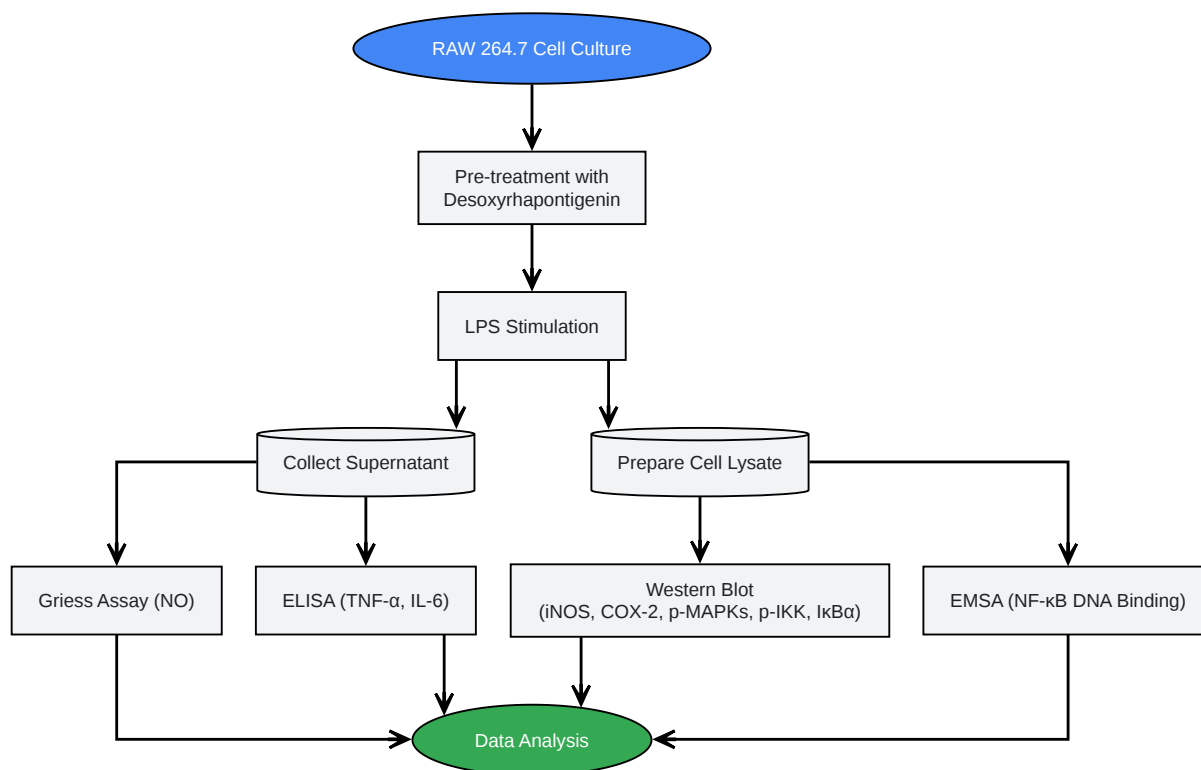 RAW 264.7 Cell Culture
Pre-treatment with
Desoxyrhapontigenin
LPS Stimulation
Collect Supernatant
Prepare Cell Lysate
Griess Assay (NO)
ELISA (TNF-α, IL-6)
Western Blot
(iNOS, COX-2, p-MAPKs, p-IKK, IκBα)
EMSA (NF-κB DNA Binding)
Data Analysis